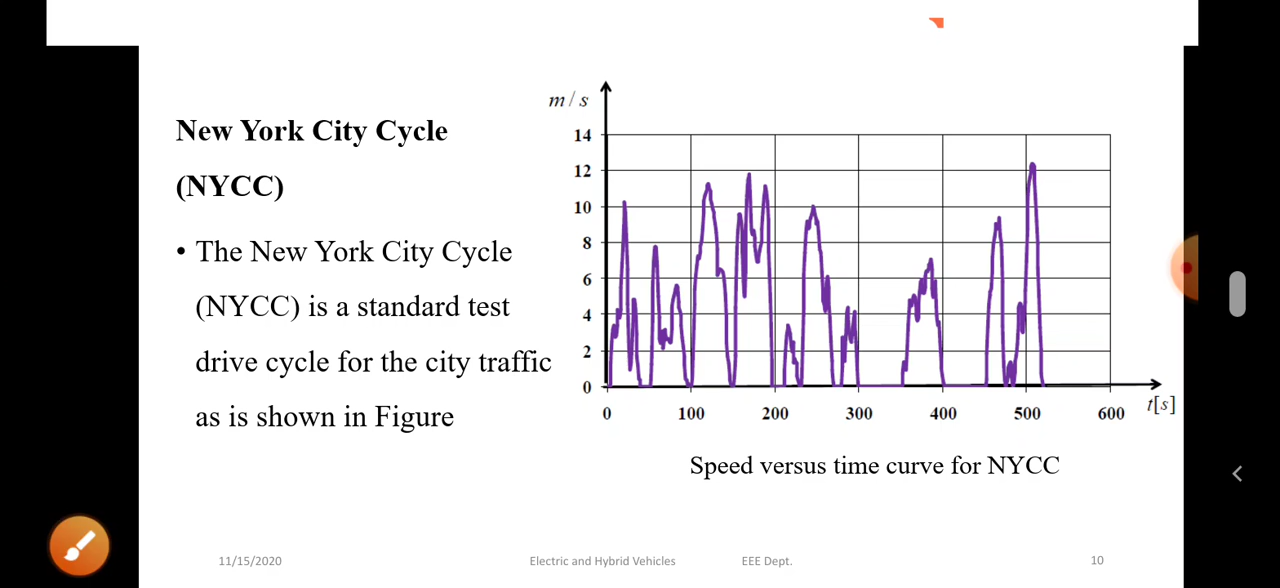 New York City Cycle
(NYCC)
• The New York City Cycle
(NYCC) is a standard test
drive cycle for the city traffic
as is shown in Figure
m / s
14
12
10
8
6
4
2
0
0 100 200 300 400 500 600 t[s]
Speed versus time curve for NYCC
11/15/2020 Electric and Hybrid Vehicles EEE Dept. 10